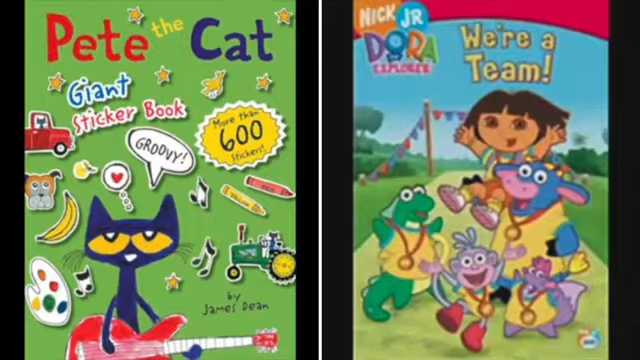 Pete the Cat
Giant
Sticker Book
More than
600
Stickers!
GROOVY!
by
James Dean
NICK JR
DORA
the
EXPLORER
We're a
Team!